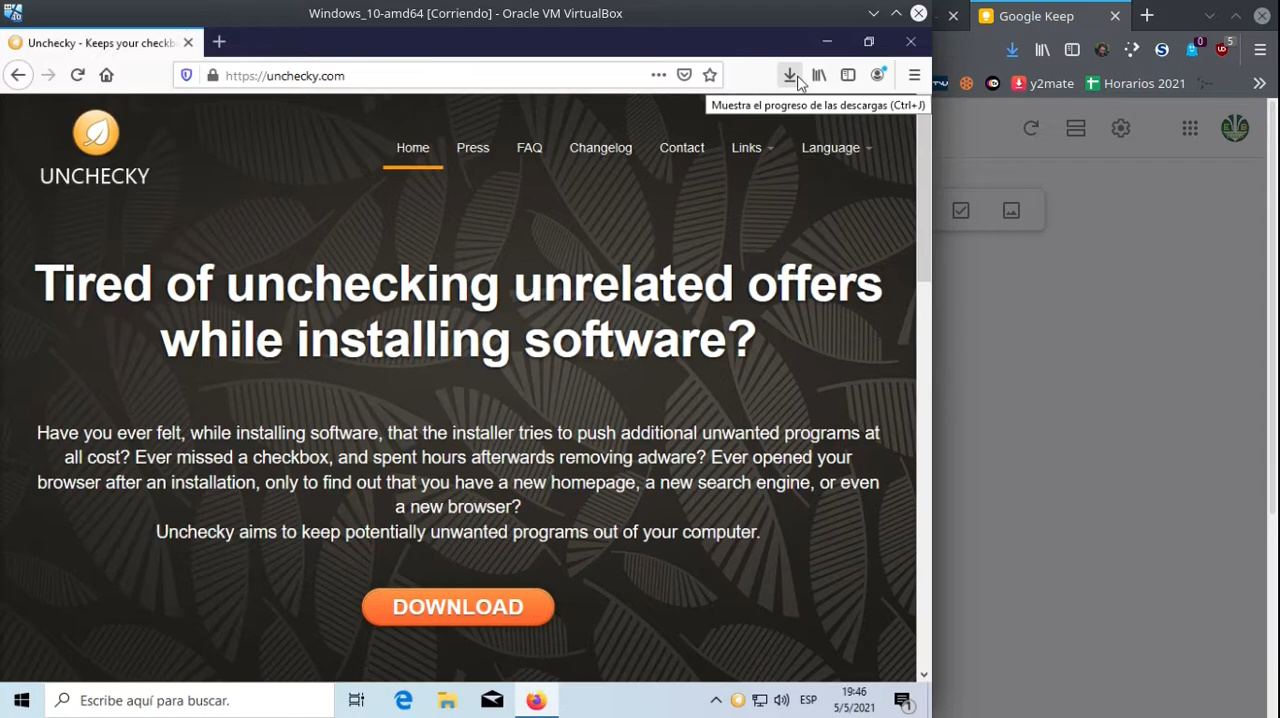 Windows_10-amd64 [Corriendo] - Oracle VM VirtualBox
Google Keep
Unchecky - Keeps your checkb
https://unchecky.com
0
5
Muestra el progreso de las descargas (Ctrl+J)
y2mate
Horarios 2021
UNCHECKY
Home
Press
FAQ
Changelog
Contact
Links
Language
Tired of unchecking unrelated offers
while installing software?
Have you ever felt, while installing software, that the installer tries to push additional unwanted programs at
all cost? Ever missed a checkbox, and spent hours afterwards removing adware? Ever opened your
browser after an installation, only to find out that you have a new homepage, a new search engine, or even
a new browser?
Unchecky aims to keep potentially unwanted programs out of your computer.
DOWNLOAD
Escribe aquí para buscar.
ESP
19:46
5/5/2021
1